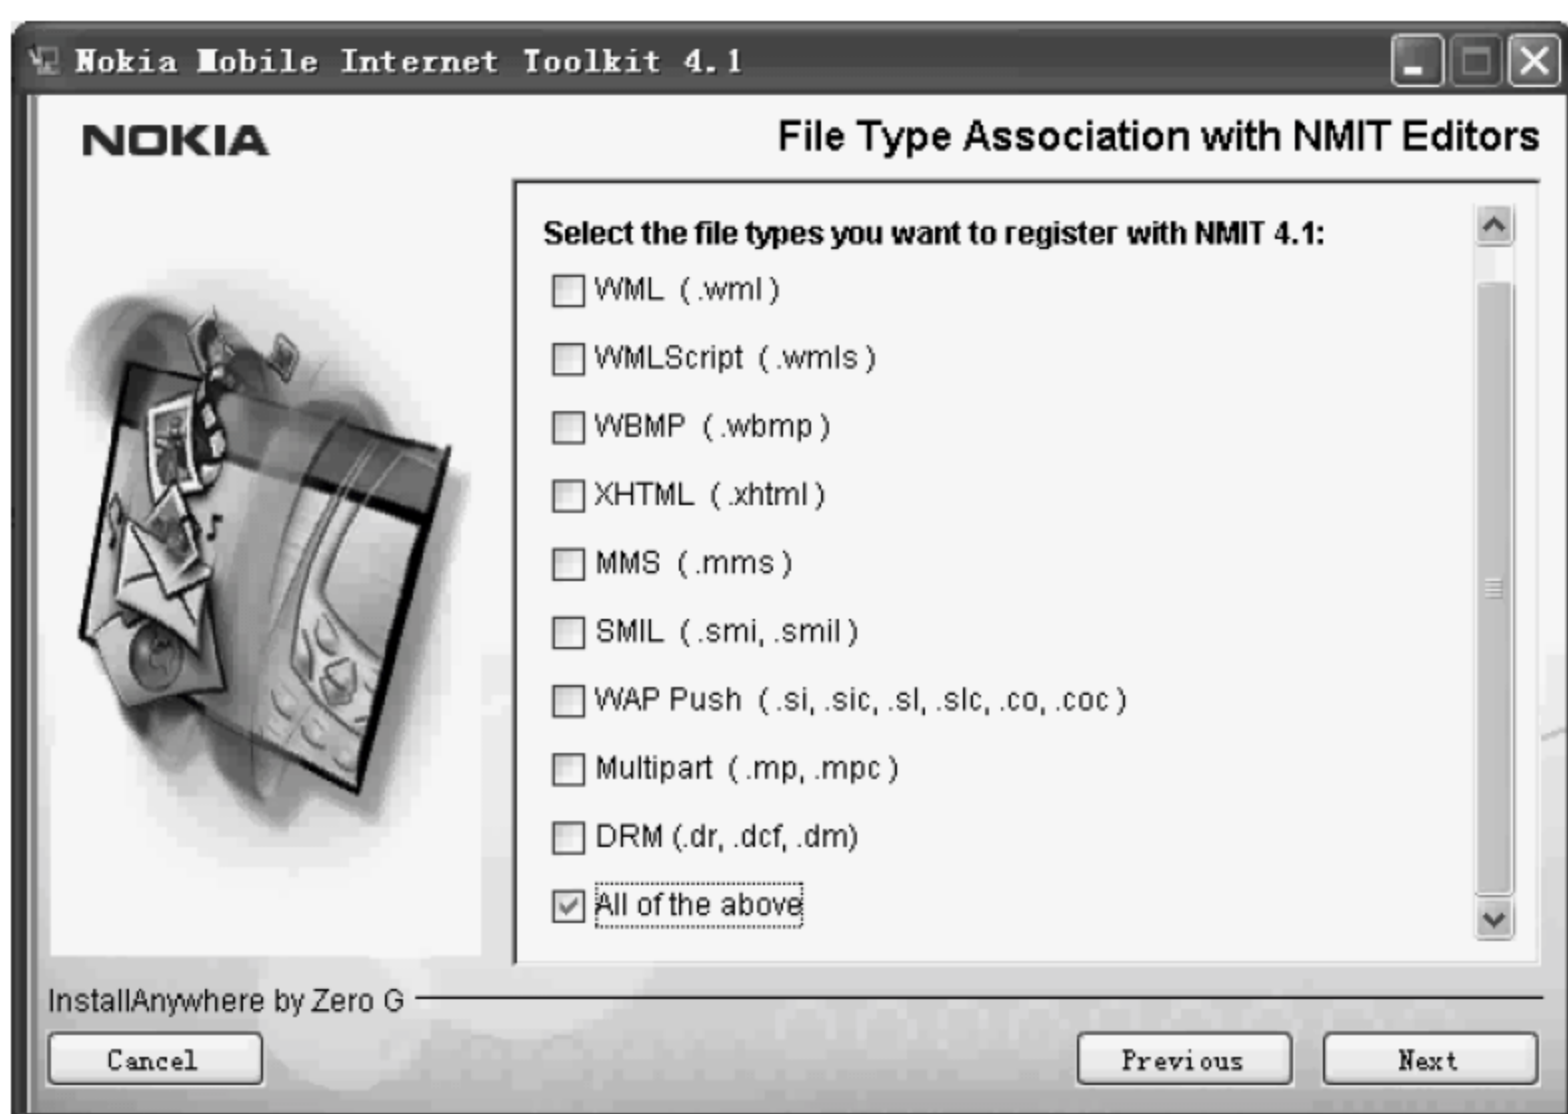 Nokia Mobile Internet Toolkit 4.1
NOKIA
File Type Association with NMIT Editors
Select the file types you want to register with NMIT 4.1:
WML (.wml)
WMLScript (.wmls)
WBMP (.wbmp)
XHTML (.xhtml)
MMS (.mms)
SMIL (.smi, .smil)
WAP Push (.si, .sic, .sl, .slc, .co, .coc)
Multipart (.mp, .mpc)
DRM (.dr, .dcf, .dm)
All of the above
InstallAnywhere by Zero G
Cancel
Previous
Next